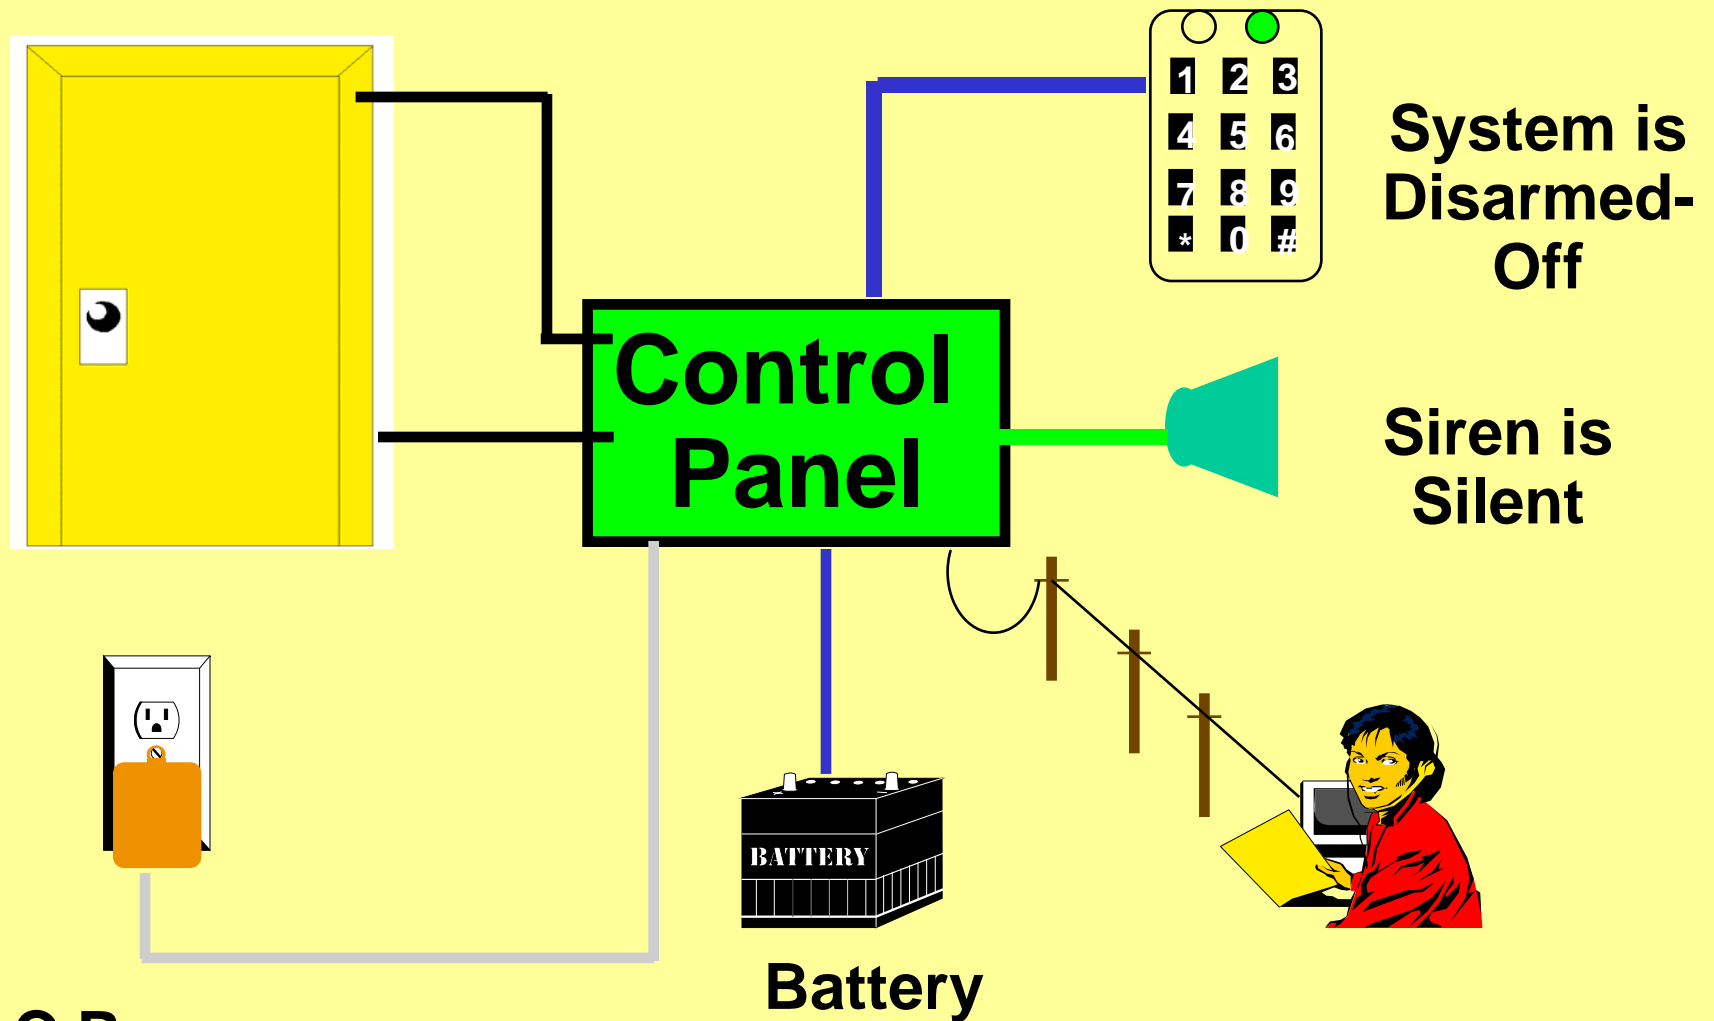 1 2 3
4 5 6
7 8 9
* 0 #
System is
Disarmed-
Off
Control
Panel
Siren is
Silent
BATTERY
Battery